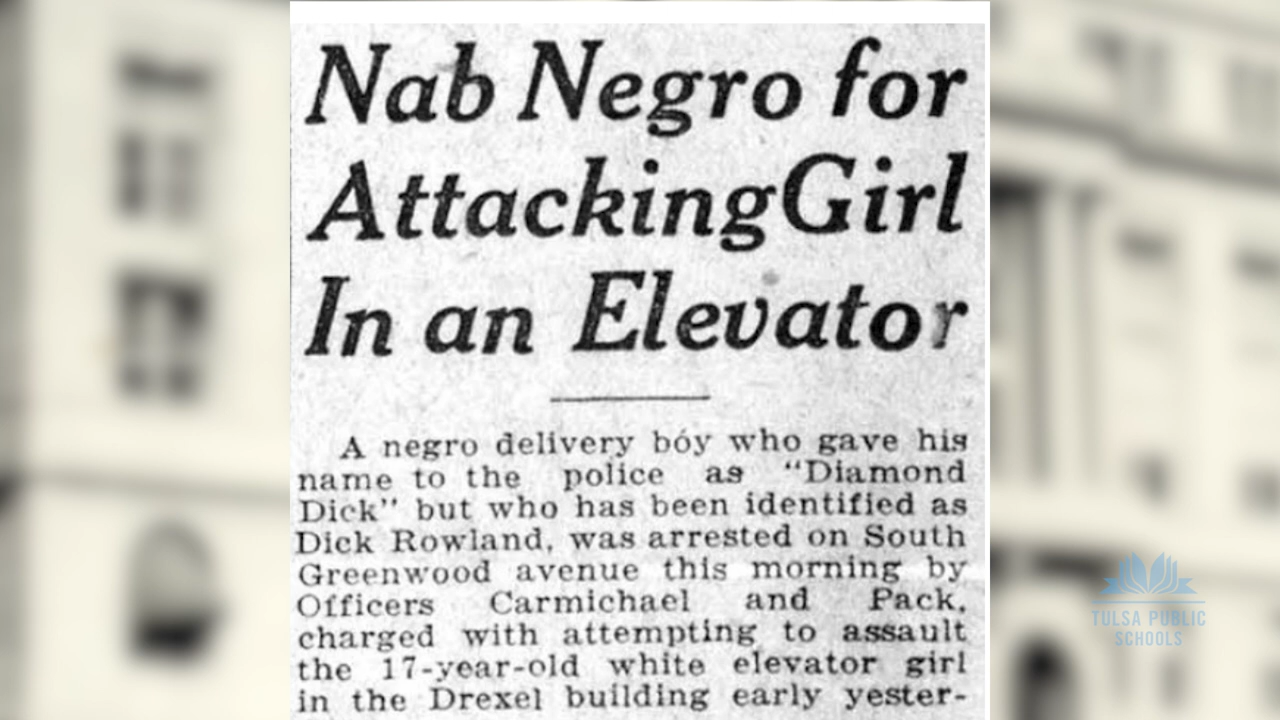 Nab Negro for
Attacking Girl
In an Elevator
A negro delivery boy who gave his
name to the police as "Diamond
Dick" but who has been identified as
Dick Rowland, was arrested on South
Greenwood avenue this morning by
Officers Carmichael and Pack,
charged with attempting to assault
the 17-year-old white elevator girl
in the Drexel building early yester-
TULSA PUBLIC
SCHOOLS